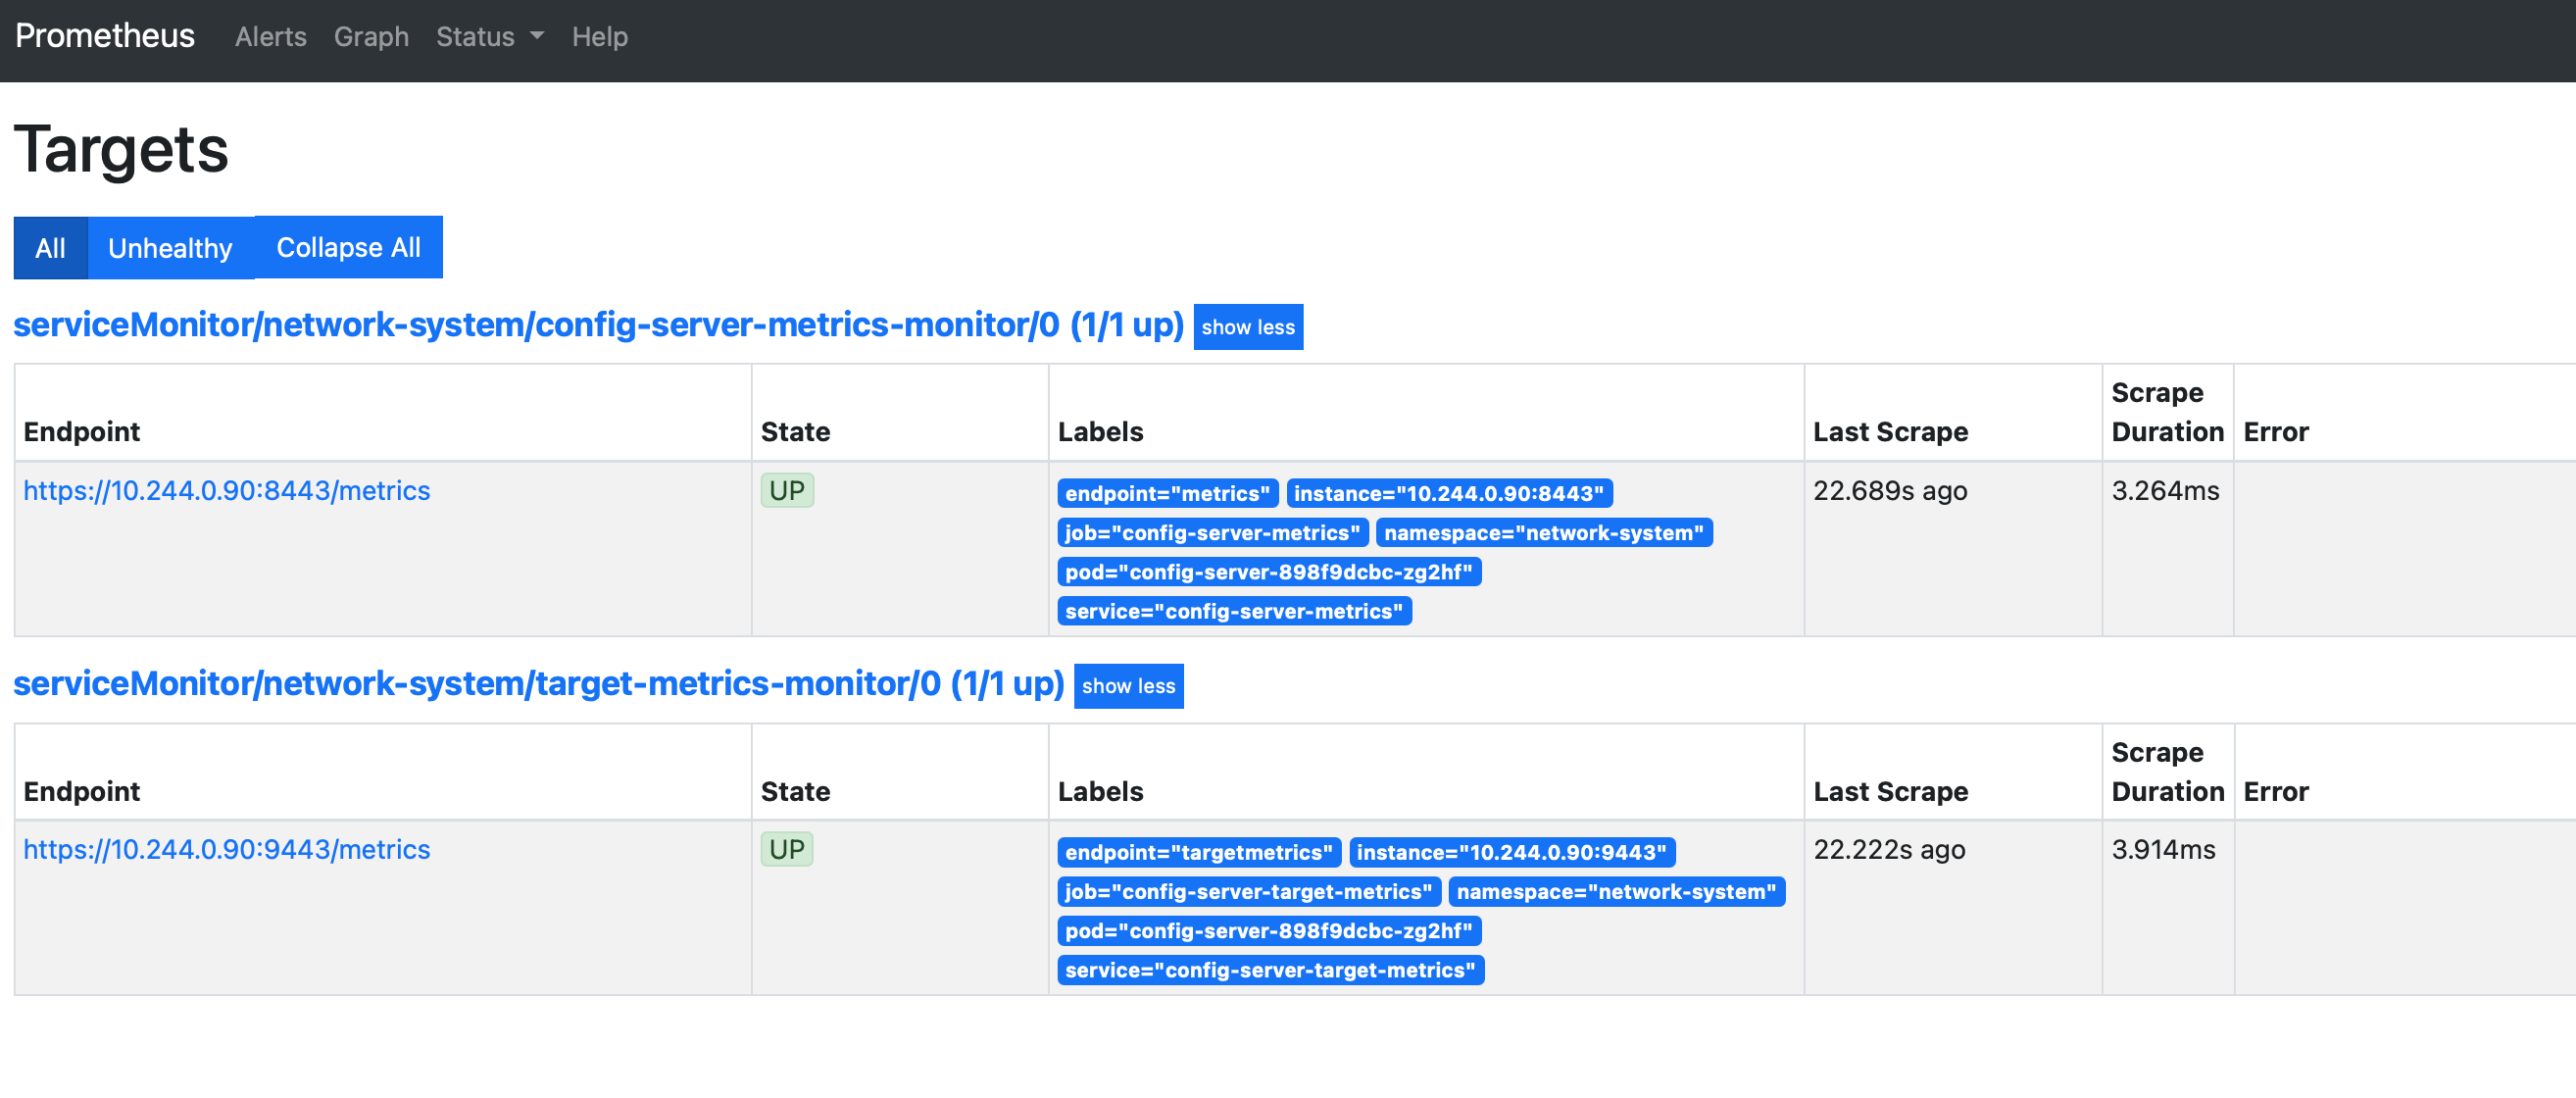 Prometheus Alerts Graph Status Help
Targets
All Unhealthy Collapse All
serviceMonitor/network-system/config-server-metrics-monitor/0 (1/1 up) show less
Endpoint State Labels Last Scrape Scrape Duration Error
https://10.244.0.90:8443/metrics UP endpoint="metrics" instance="10.244.0.90:8443" 22.689s ago 3.264ms
job="config-server-metrics" namespace="network-system"
pod="config-server-898f9dcbc-zg2hf"
service="config-server-metrics"
serviceMonitor/network-system/target-metrics-monitor/0 (1/1 up) show less
Endpoint State Labels Last Scrape Scrape Duration Error
https://10.244.0.90:9443/metrics UP endpoint="targetmetrics" instance="10.244.0.90:9443" 22.222s ago 3.914ms
job="config-server-target-metrics" namespace="network-system"
pod="config-server-898f9dcbc-zg2hf"
service="config-server-target-metrics"